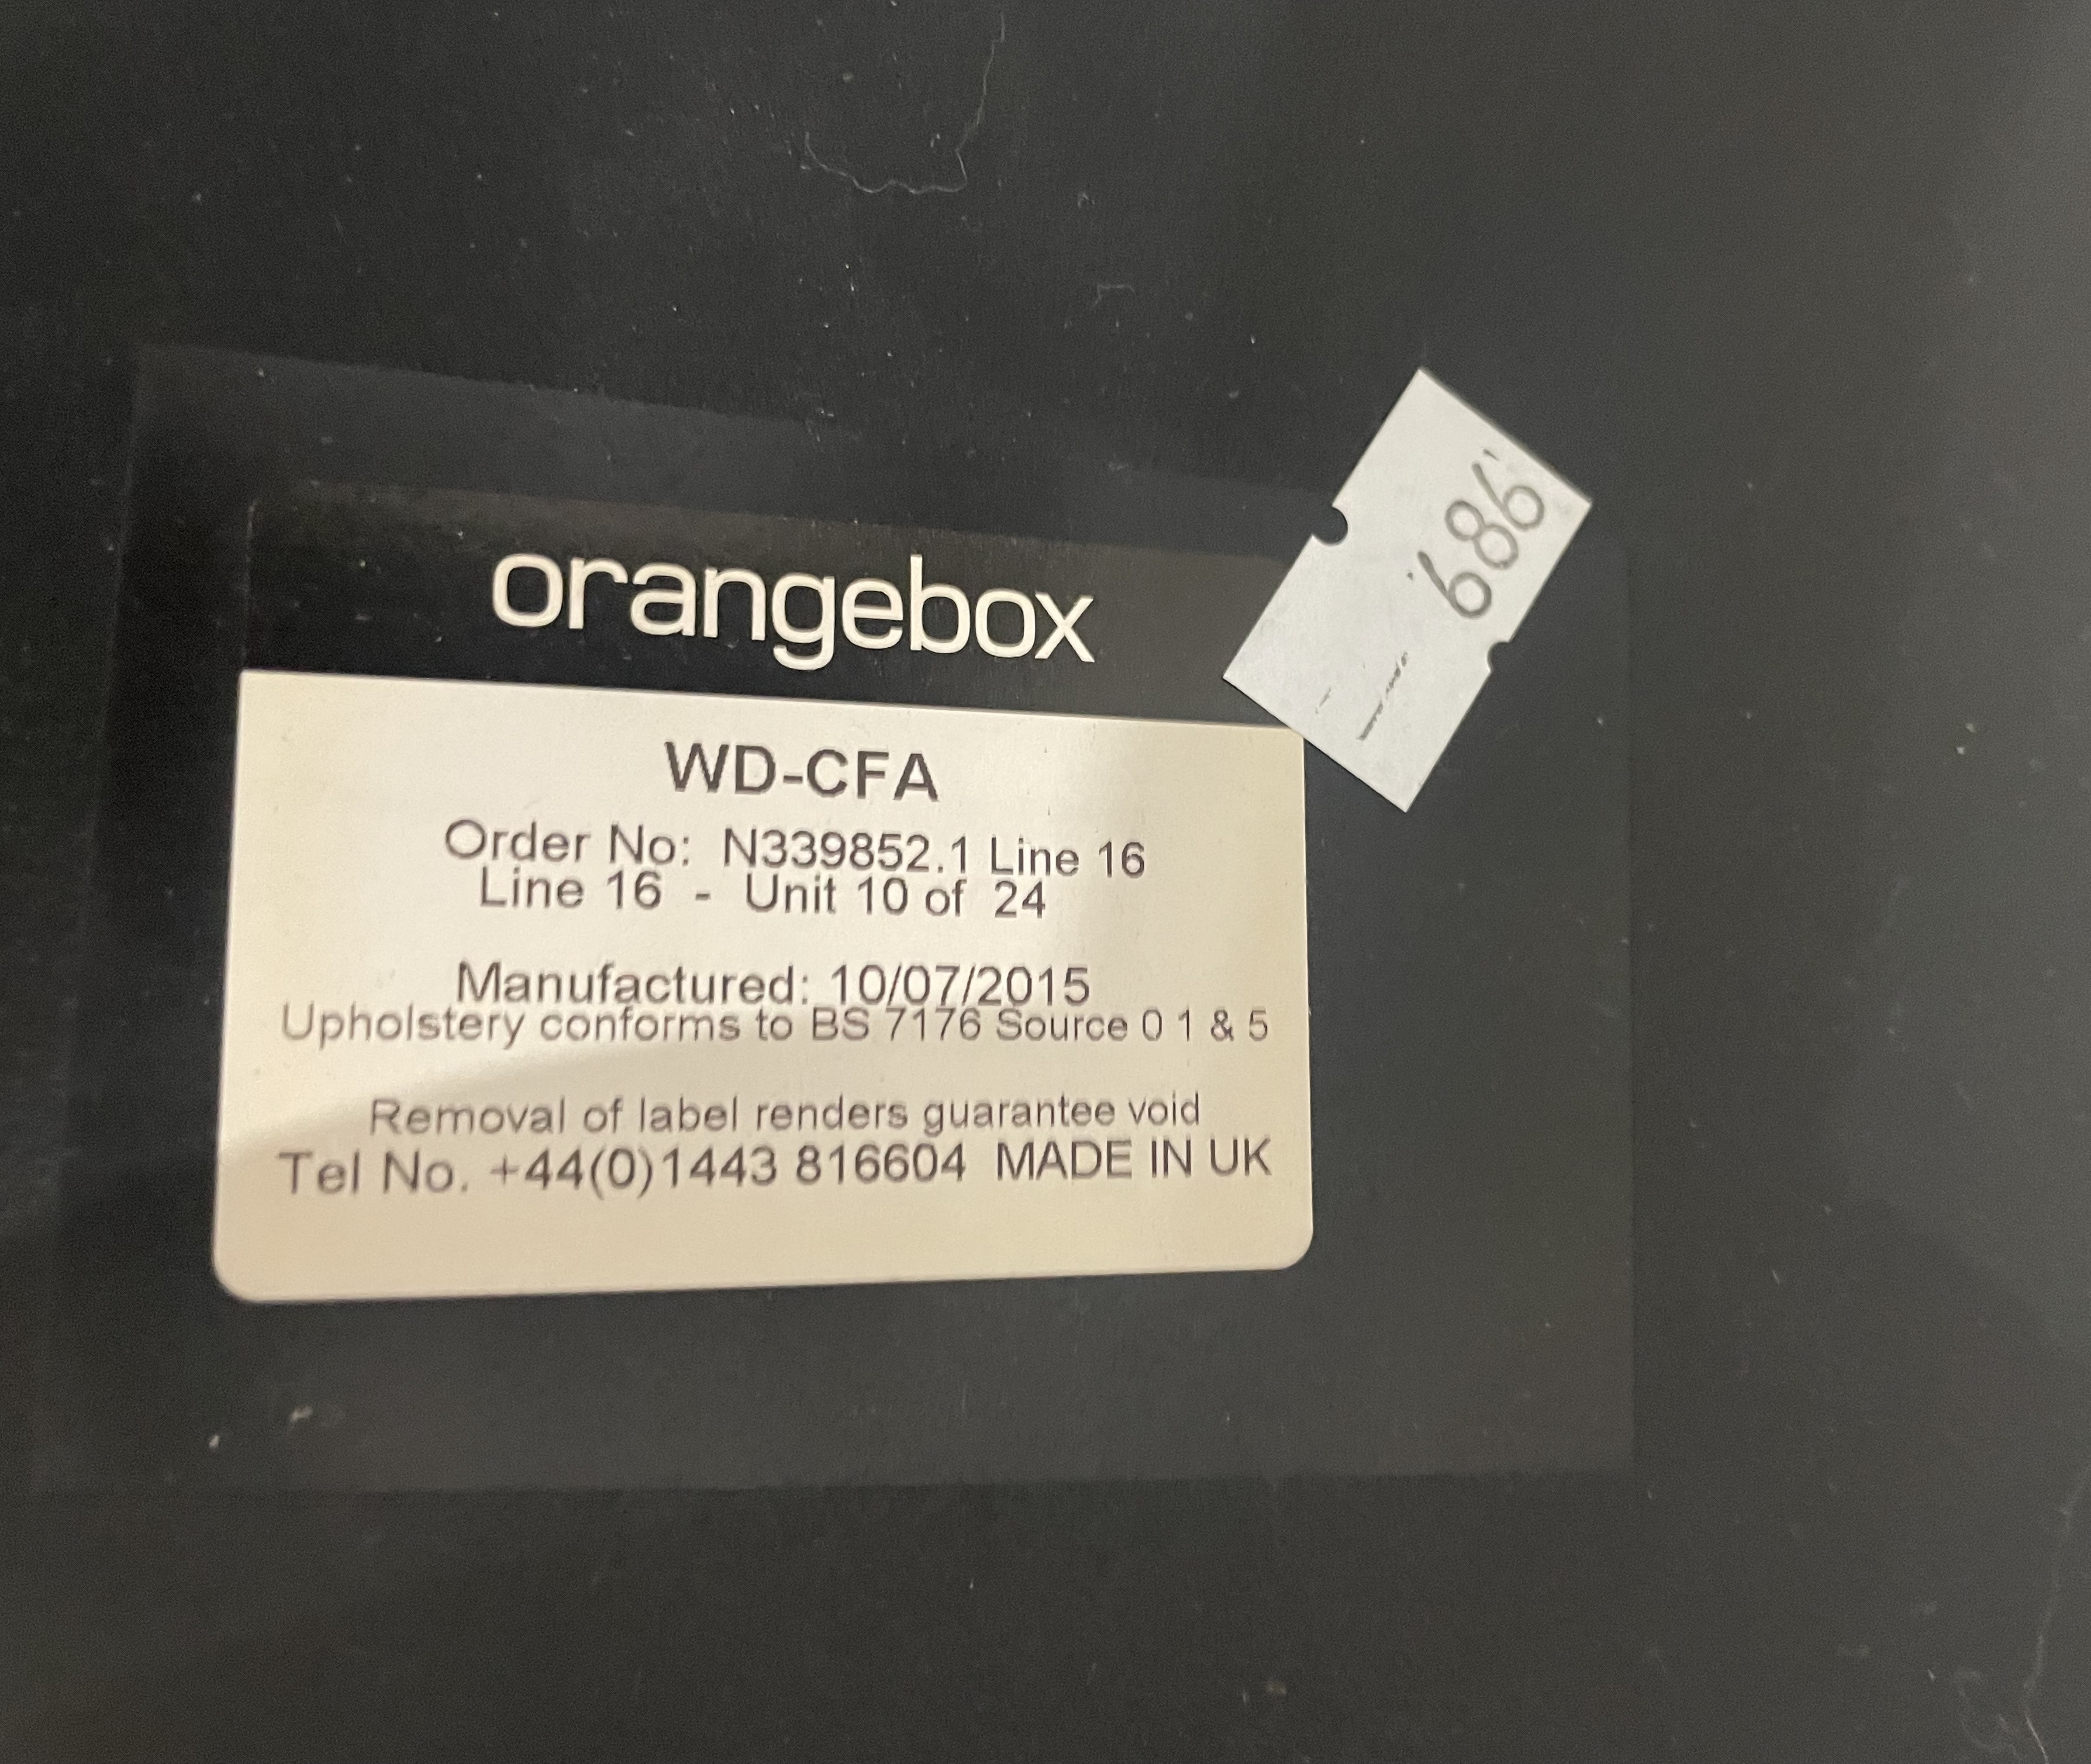 orangebox
686
WD-CFA
Order No: N339852.1 Line 16
Line 16 - Unit 10 of 24
Manufactured: 10/07/2015
Upholstery conforms to BS 7176 Source 0 1 & 5
Removal of label renders guarantee void
Tel No. +44(0)1443 816604 MADE IN UK